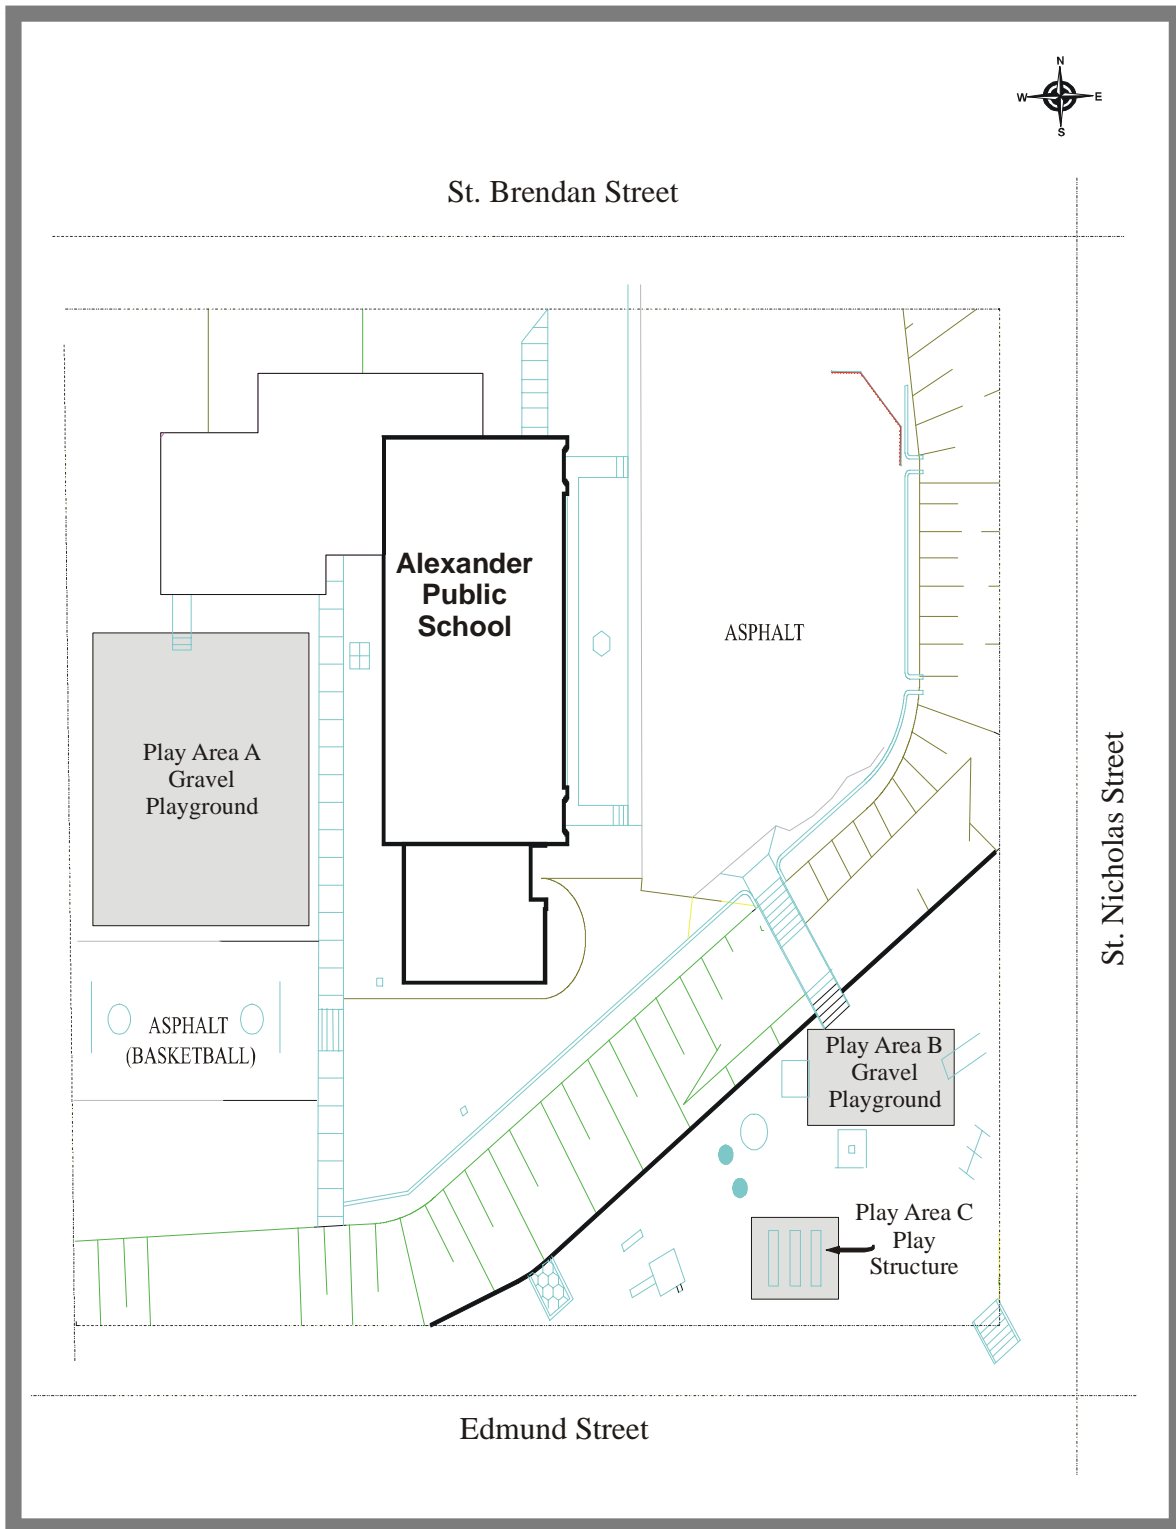 N
W E
S
St. Brendan Street
Alexander
Public
School
ASPHALT
Play Area A
Gravel
Playground
St. Nicholas Street
ASPHALT
(BASKETBALL)
Play Area B
Gravel
Playground
Play Area C
Play
Structure
Edmund Street